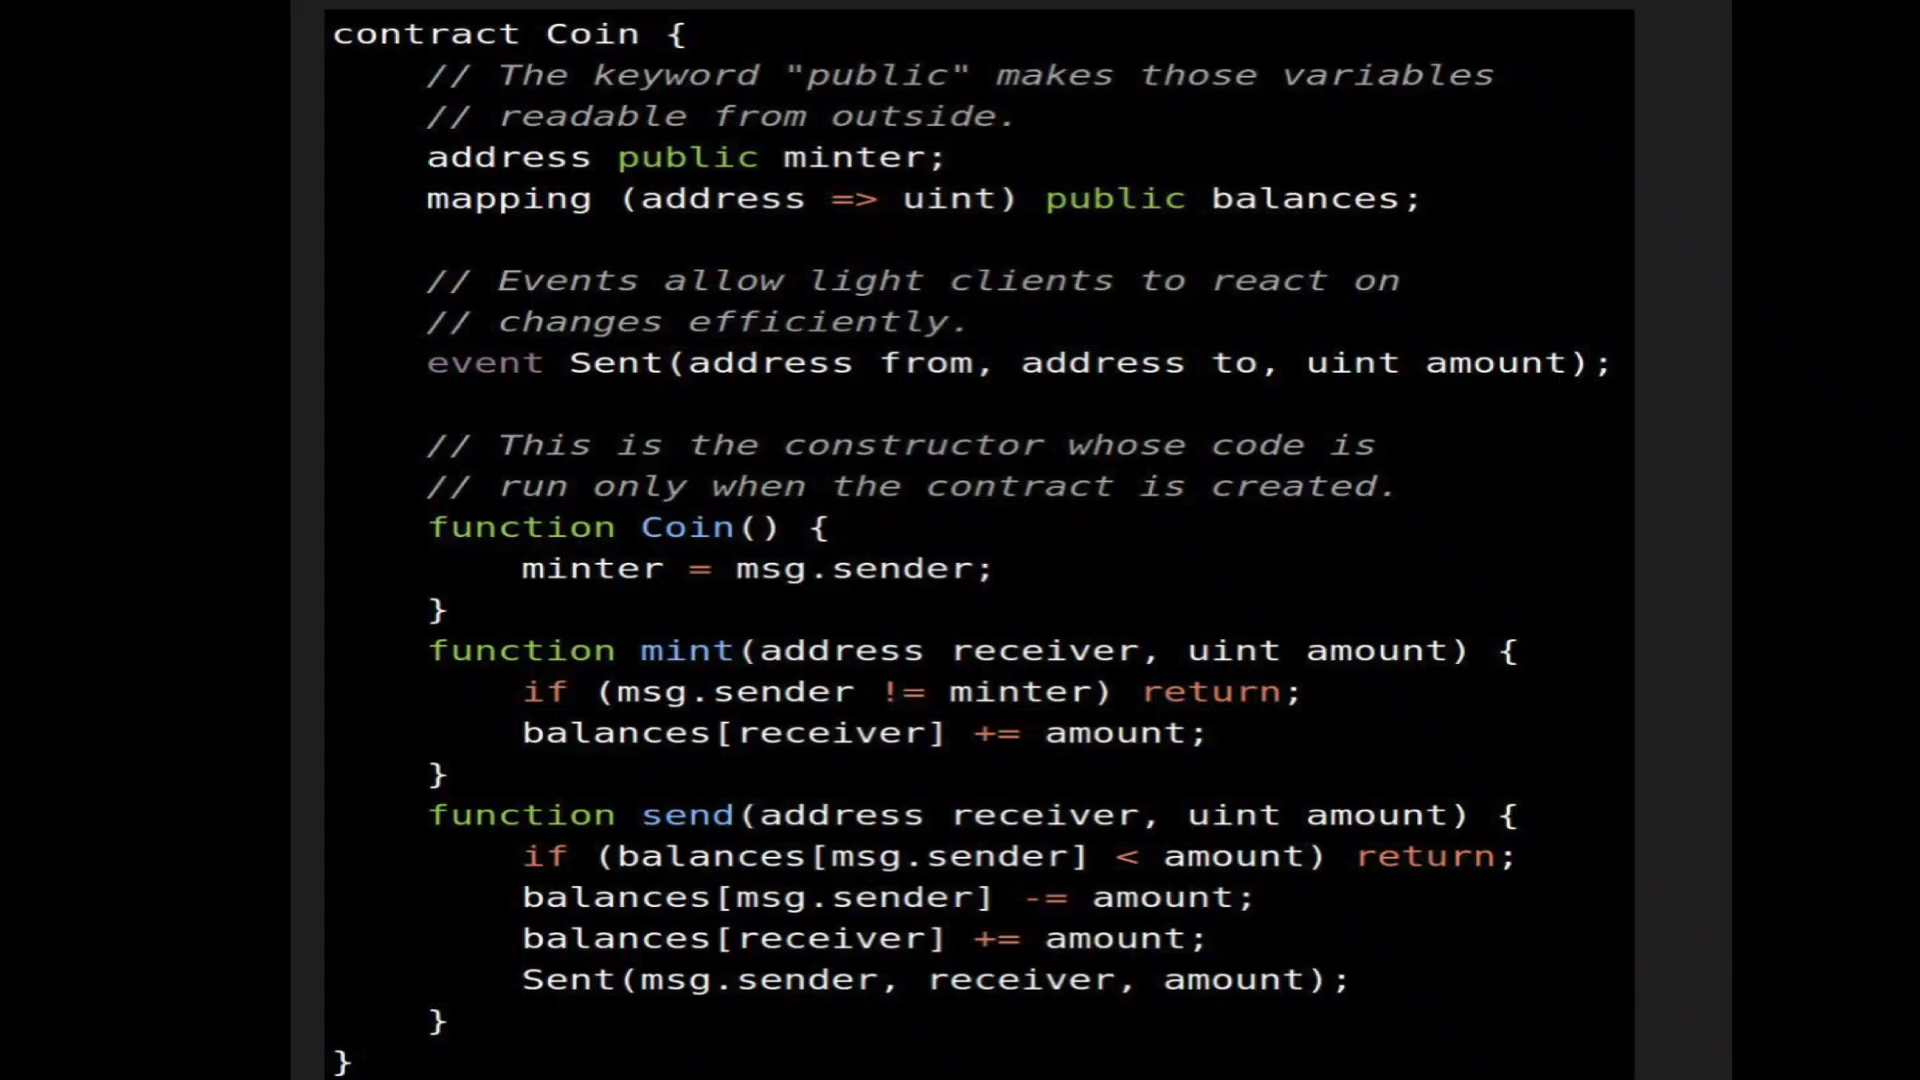 contract Coin {
// The keyword "public" makes those variables
// readable from outside.
address public minter;
mapping (address => uint) public balances;
// Events allow light clients to react on
// changes efficiently.
event Sent(address from, address to, uint amount);
// This is the constructor whose code is
// run only when the contract is created.
function Coin() {
minter = msg.sender;
}
function mint(address receiver, uint amount) {
if (msg.sender != minter) return;
balances[receiver] += amount;
}
function send(address receiver, uint amount) {
if (balances[msg.sender] < amount) return;
balances[msg.sender] -= amount;
balances[receiver] += amount;
Sent(msg.sender, receiver, amount);
}
}